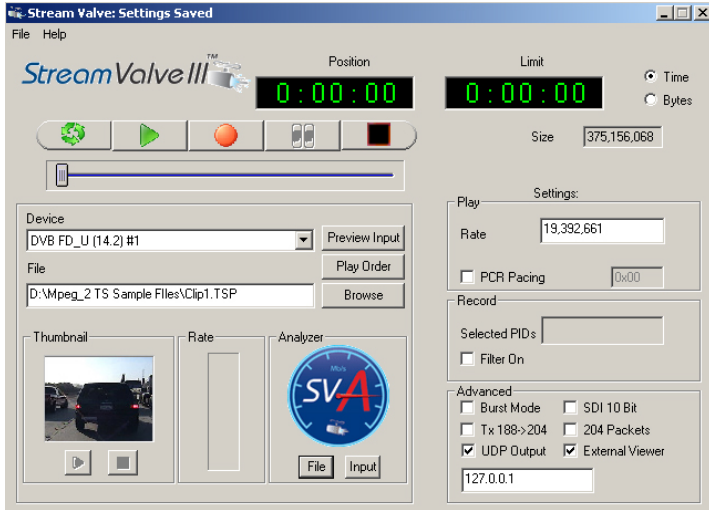 Stream Valve: Settings Saved
File Help
StreamValve III™
Position
Limit
0:00:00
0:00:00
Time
Bytes
Size 375,156,068
Settings:
Play
Rate 19,392,661
PCR Pacing 0x00
Device
DVB FD_U (14.2) #1
Preview Input
File
Play Order
D:\Mpeg_2 TS Sample FIles\Clip1.TSP
Browse
Record
Selected PIDs
Filter On
Thumbnail
Rate
Analyzer
Mb/s
SVA
File Input
Advanced
Burst Mode SDI 10 Bit
Tx 188->204 204 Packets
UDP Output External Viewer
127.0.0.1